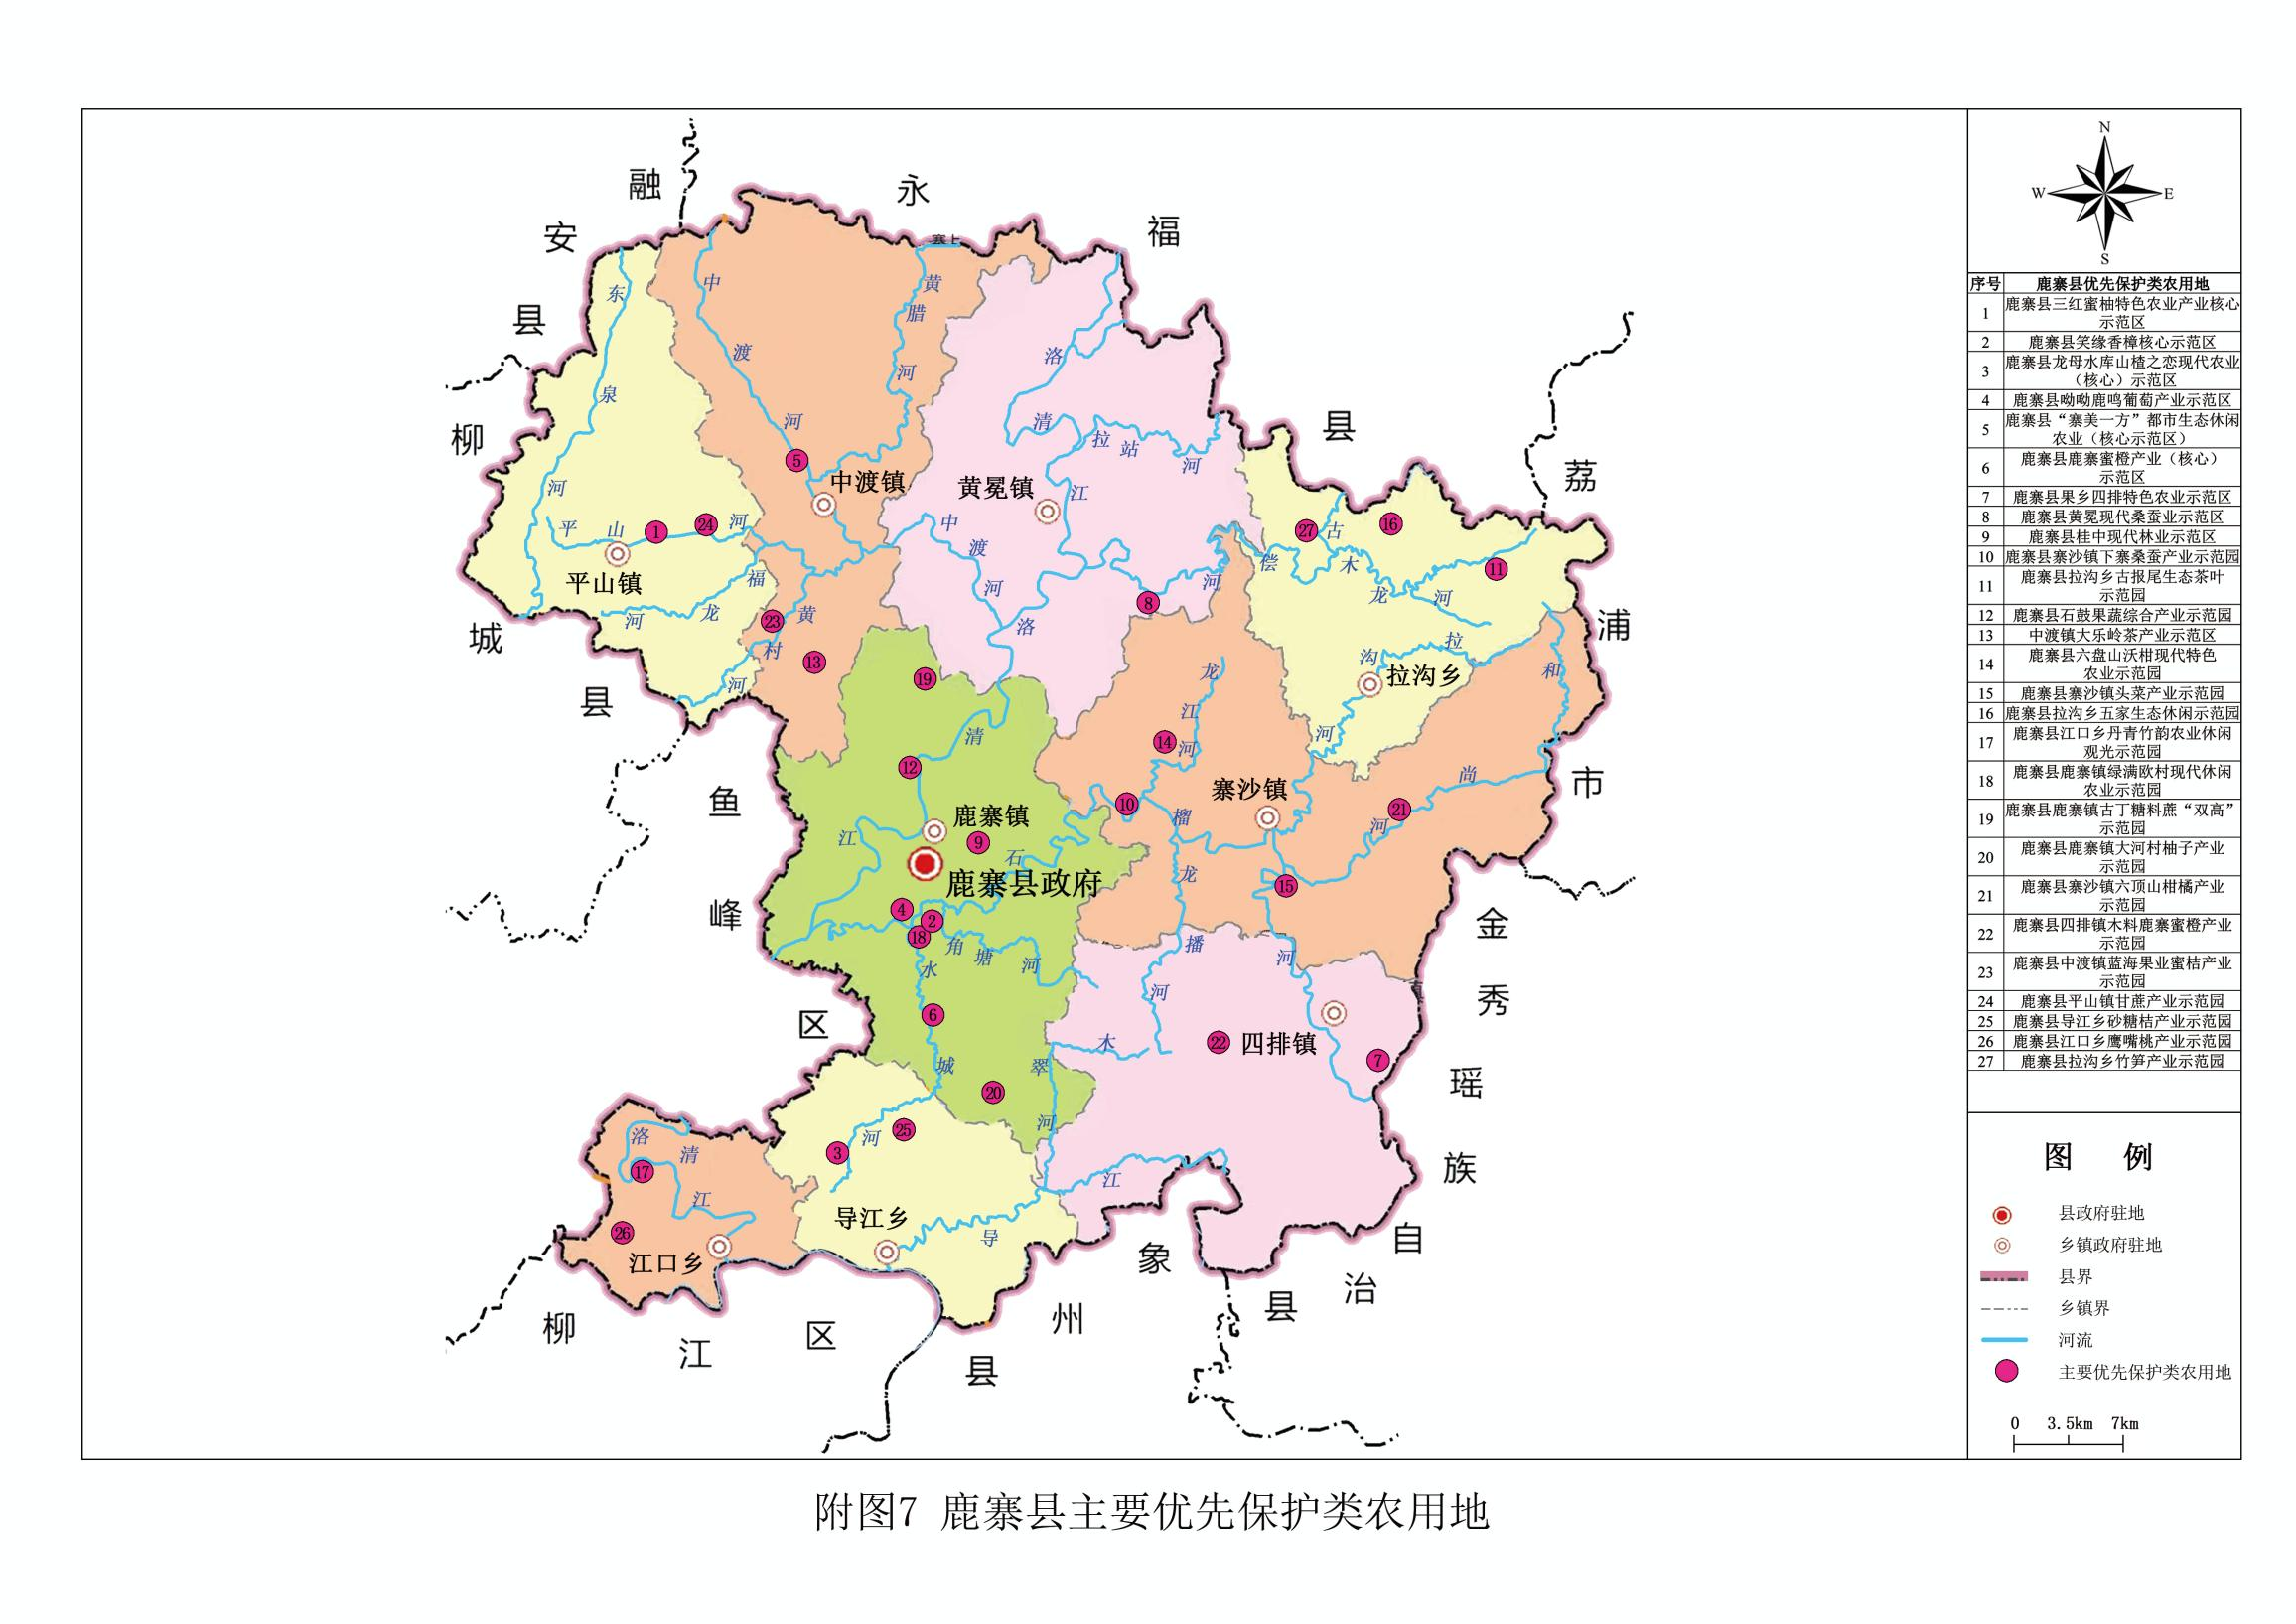 融
安
县
柳
城
县
永
福
县
荔
浦
市
鱼
峰
区
金
秀
瑶
族
自
治
县
象
州
县
柳
江
区
寨上
东
泉
河
中
渡
河
黄
腊
河
洛
清
江
拉
站
河
5
中渡镇
黄冕镇
平
山
1
24
河
平山镇
福
龙
河
23
黄
村
河
13
中
渡
河
洛
8
河
偿
27
古
16
木
11
龙
河
拉
沟
拉沟乡
河
和
19
清
12
江
鹿寨镇
9
石
鹿寨县政府
4
2
18
角
塘
河
水
6
城
20
龙
江
14
河
10
榴
寨沙镇
尚
21
河
龙
15
播
河
河
木
翠
河
22
四排镇
7
江
25
河
3
导江乡
导
洛
清
17
江
26
江口乡
N
W
E
S
序号 鹿寨县优先保护类农用地
1 鹿寨县三红蜜柚特色农业产业核心
示范区
2 鹿寨县笑缘香樟核心示范区
3 鹿寨县龙母水库山楂之恋现代农业
（核心）示范区
4 鹿寨县呦呦鹿鸣葡萄产业示范区
5 鹿寨县“寨美一方”都市生态休闲
农业（核心示范区）
6 鹿寨县鹿寨蜜橙产业（核心）
示范区
7 鹿寨县果乡四排特色农业示范区
8 鹿寨县黄冕现代桑蚕业示范区
9 鹿寨县桂中现代林业示范区
10 鹿寨县寨沙镇下寨桑蚕产业示范园
11 鹿寨县拉沟乡古报尾生态茶叶
示范园
12 鹿寨县石鼓果蔬综合产业示范园
13 中渡镇大乐岭茶产业示范区
14 鹿寨县六盘山沃柑现代特色
农业示范园
15 鹿寨县寨沙镇头菜产业示范园
16 鹿寨县拉沟乡五家生态休闲示范园
17 鹿寨县江口乡丹青竹韵农业休闲
观光示范园
18 鹿寨县鹿寨镇绿满欧村现代休闲
农业示范园
19 鹿寨县鹿寨镇古丁糖料蔗“双高”
示范园
20 鹿寨县鹿寨镇大河村柚子产业
示范园
21 鹿寨县寨沙镇六顶山柑橘产业
示范园
22 鹿寨县四排镇木料鹿寨蜜橙产业
示范园
23 鹿寨县中渡镇蓝海果业蜜桔产业
示范园
24 鹿寨县平山镇甘蔗产业示范园
25 鹿寨县导江乡砂糖桔产业示范园
26 鹿寨县江口乡鹰嘴桃产业示范园
27 鹿寨县拉沟乡竹笋产业示范园
图 例
县政府驻地
乡镇政府驻地
县界
乡镇界
河流
主要优先保护类农用地
0 3.5km 7km
附图7 鹿寨县主要优先保护类农用地